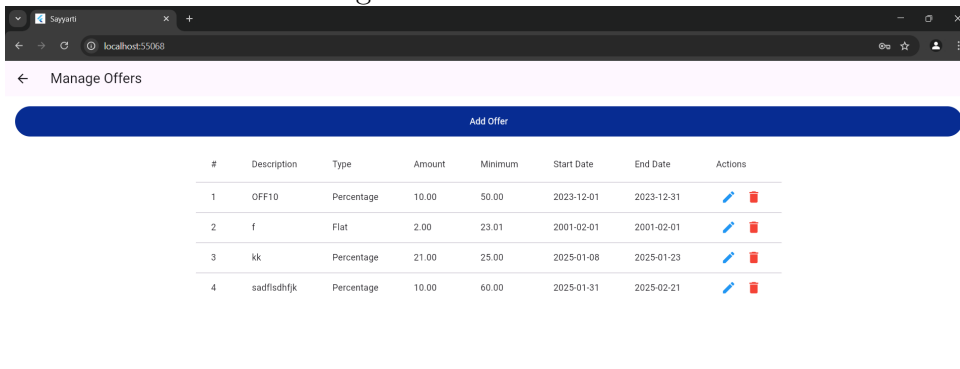 Sayyarti
localhost:55068
Manage Offers
Add Offer
# Description Type Amount Minimum Start Date End Date Actions
1 OFF10 Percentage 10.00 50.00 2023-12-01 2023-12-31
2 f Flat 2.00 23.01 2001-02-01 2001-02-01
3 kk Percentage 21.00 25.00 2025-01-08 2025-01-23
4 sadflsdhfjk Percentage 10.00 60.00 2025-01-31 2025-02-21